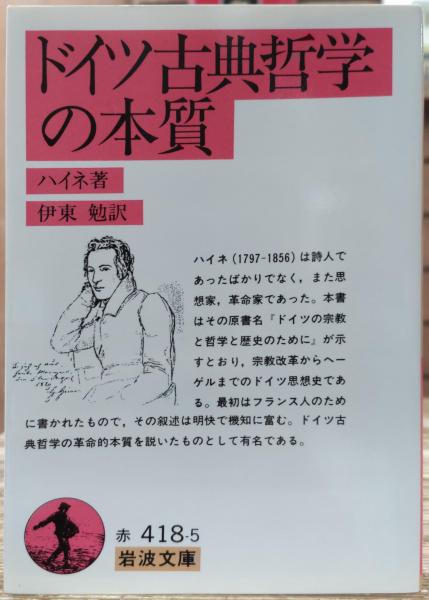 ドイツ古典哲学
の本質
ハイネ著
伊東 勉訳
ハイネ(1797-1856)は詩人で
あったばかりでなく,また思
想家,革命家であった.本書
はその原書名『ドイツの宗教
と哲学と歴史のために』が示
すとおり,宗教改革からヘー
ゲルまでのドイツ思想史であ
る.最初はフランス人のため
に書かれたもので,その叙述は明快で機知に富む.ドイツ古
典哲学の革命的本質を説いたものとして有名である.
赤 418-5
岩波文庫